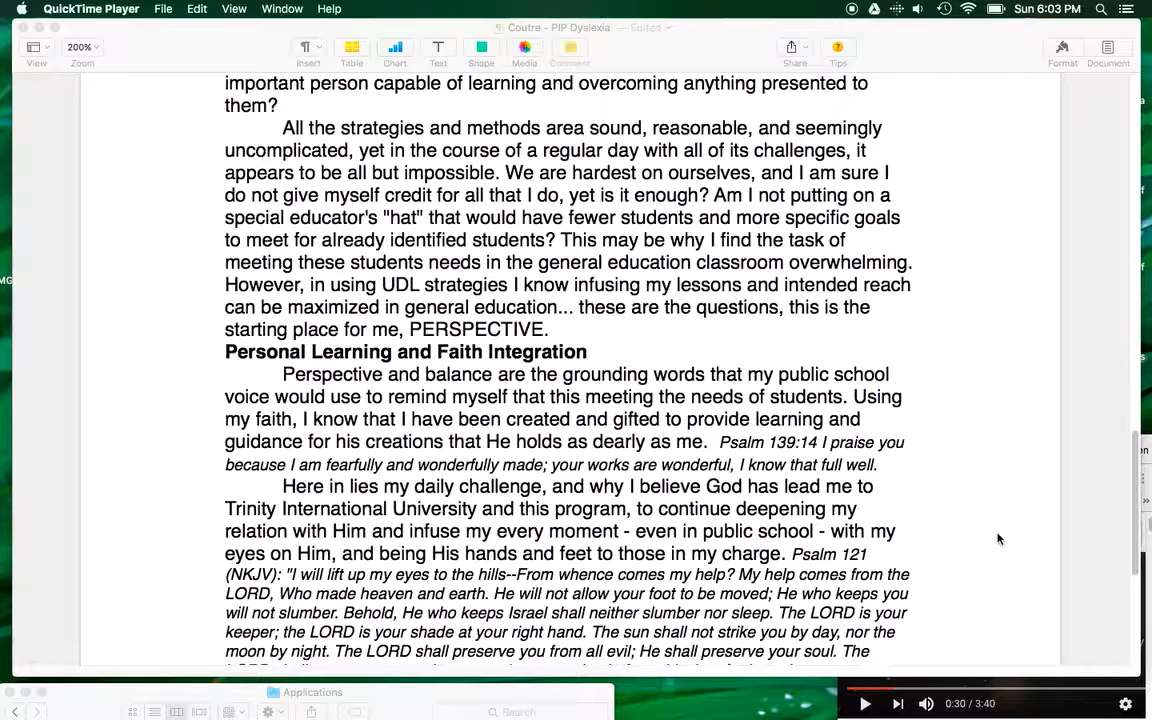 QuickTime Player File Edit View Window Help Sun 6:03 PM
Coutre - PIP Dyslexia — Edited
200%
View Zoom Insert Table Chart Text Shape Media Comment Share Tips Format Document
important person capable of learning and overcoming anything presented to
them?
All the strategies and methods area sound, reasonable, and seemingly
uncomplicated, yet in the course of a regular day with all of its challenges, it
appears to be all but impossible. We are hardest on ourselves, and I am sure I
do not give myself credit for all that I do, yet is it enough? Am I not putting on a
special educator's "hat" that would have fewer students and more specific goals
to meet for already identified students? This may be why I find the task of
meeting these students needs in the general education classroom overwhelming.
However, in using UDL strategies I know infusing my lessons and intended reach
can be maximized in general education... these are the questions, this is the
starting place for me, PERSPECTIVE.
Personal Learning and Faith Integration
Perspective and balance are the grounding words that my public school
voice would use to remind myself that this meeting the needs of students. Using
my faith, I know that I have been created and gifted to provide learning and
guidance for his creations that He holds as dearly as me. Psalm 139:14 I praise you
because I am fearfully and wonderfully made; your works are wonderful, I know that full well.
Here in lies my daily challenge, and why I believe God has lead me to
Trinity International University and this program, to continue deepening my
relation with Him and infuse my every moment - even in public school - with my
eyes on Him, and being His hands and feet to those in my charge. Psalm 121
(NKJV): "I will lift up my eyes to the hills--From whence comes my help? My help comes from the
LORD, Who made heaven and earth. He will not allow your foot to be moved; He who keeps you
will not slumber. Behold, He who keeps Israel shall neither slumber nor sleep. The LORD is your
keeper; the LORD is your shade at your right hand. The sun shall not strike you by day, nor the
moon by night. The LORD shall preserve you from all evil; He shall preserve your soul. The
Applications
Search
0:30 / 3:40